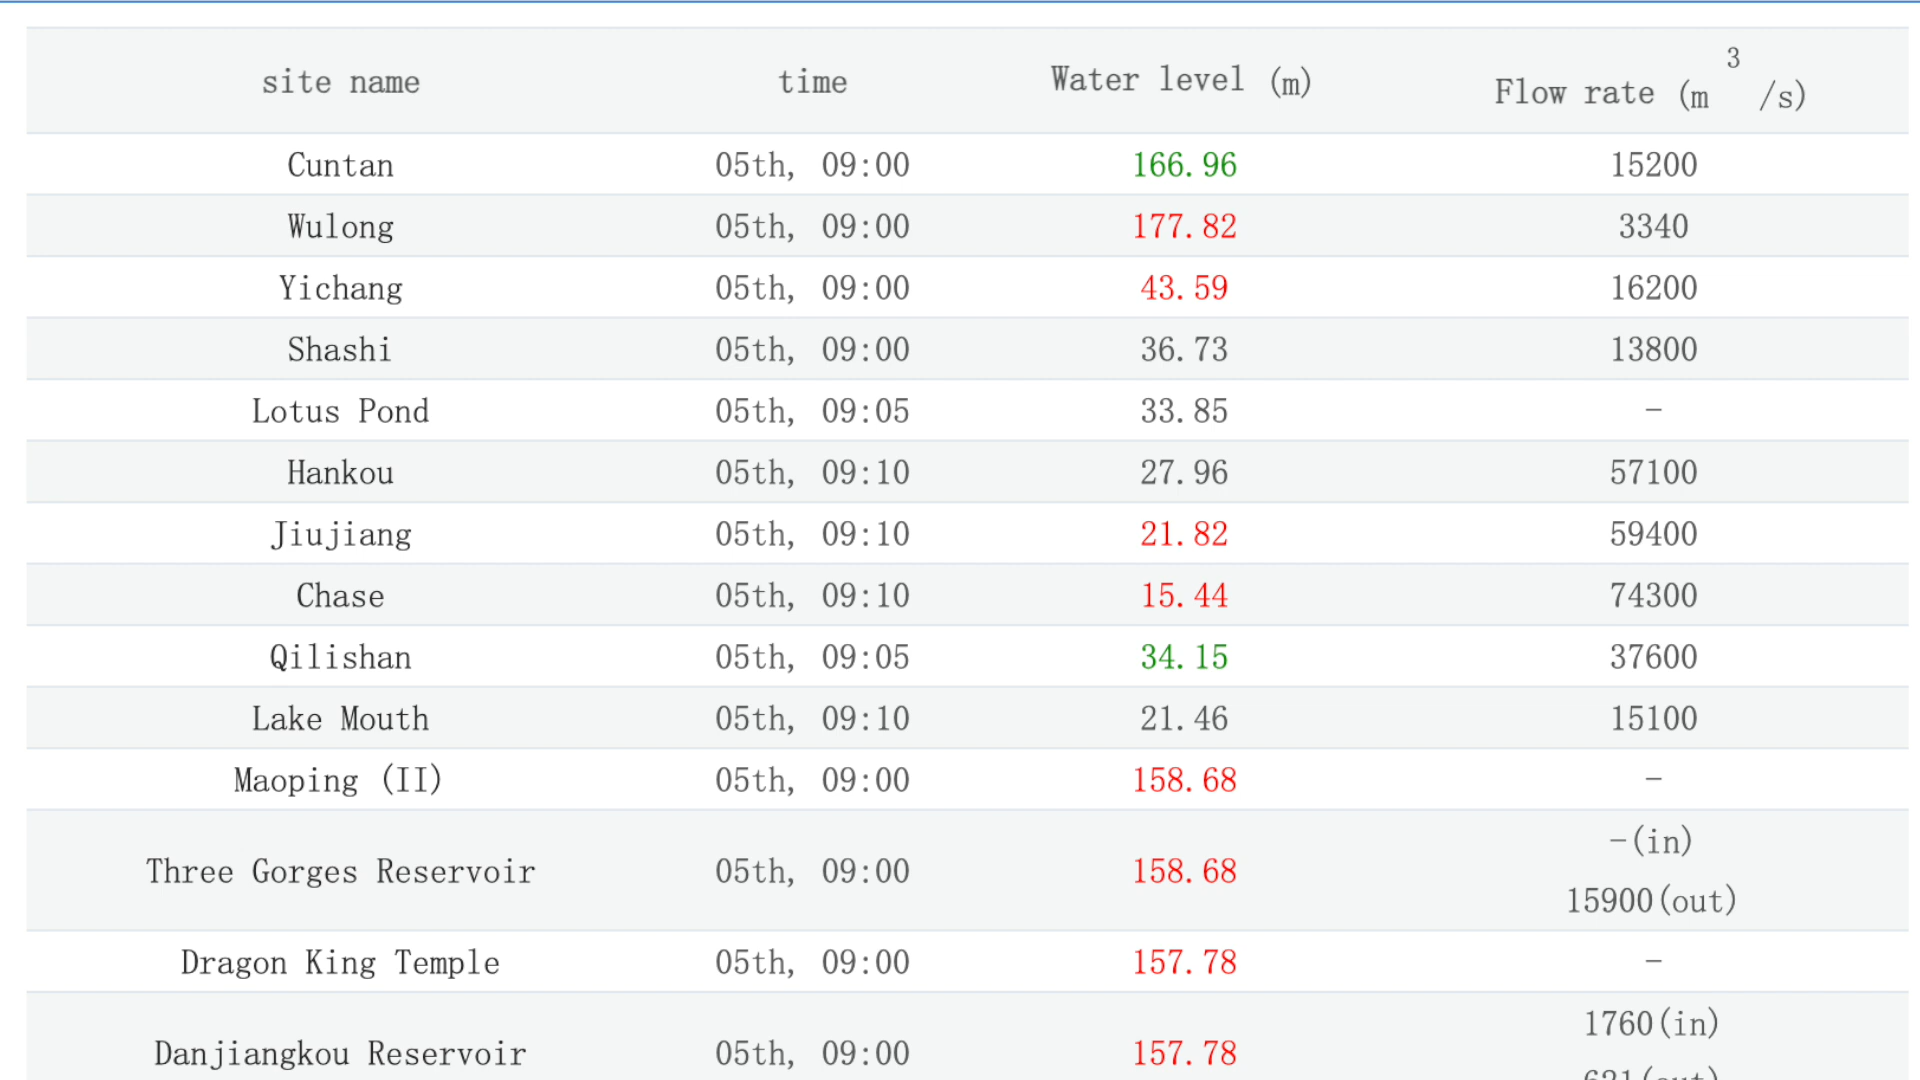 site name time Water level (m) Flow rate (m³/s)
Cuntan 05th, 09:00 166.96 15200
Wulong 05th, 09:00 177.82 3340
Yichang 05th, 09:00 43.59 16200
Shashi 05th, 09:00 36.73 13800
Lotus Pond 05th, 09:05 33.85 -
Hankou 05th, 09:10 27.96 57100
Jiujiang 05th, 09:10 21.82 59400
Chase 05th, 09:10 15.44 74300
Qilishan 05th, 09:05 34.15 37600
Lake Mouth 05th, 09:10 21.46 15100
Maoping (II) 05th, 09:00 158.68 -
Three Gorges Reservoir 05th, 09:00 158.68 -(in)
15900(out)
Dragon King Temple 05th, 09:00 157.78 -
Danjiangkou Reservoir 05th, 09:00 157.78 1760(in)